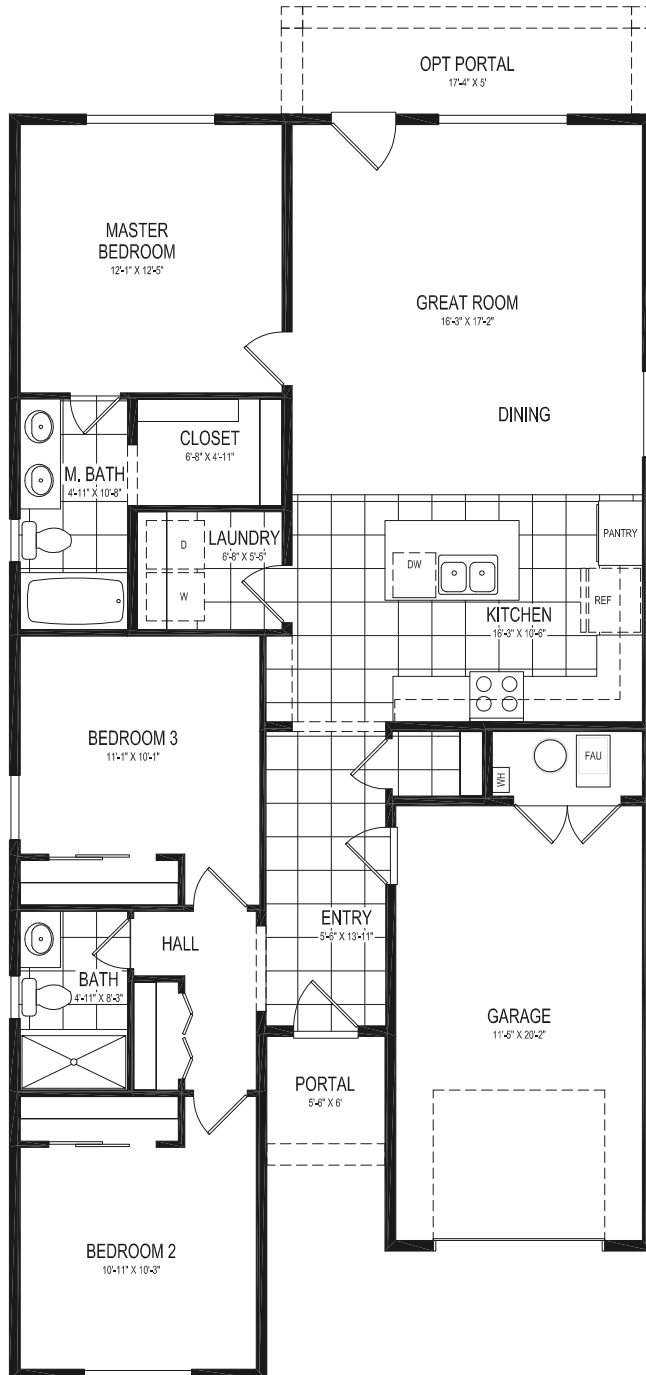 OPT PORTAL
17'-4" X 5'
MASTER
BEDROOM
12'-1" X 12'-5"
GREAT ROOM
16'-3" X 17'-2"
DINING
CLOSET
6'-8" X 4'-11"
M. BATH
4'-11" X 10'-8"
LAUNDRY
6'-8" X 5'-5"
D
W
PANTRY
DW
REF
KITCHEN
16'-3" X 10'-6"
BEDROOM 3
11'-1" X 10'-1"
WH
FAU
ENTRY
5'-6" X 13'-11"
HALL
BATH
4'-11" X 8'-3"
GARAGE
11'-5" X 20'-2"
PORTAL
5'-6" X 6'
BEDROOM 2
10'-11" X 10'-3"